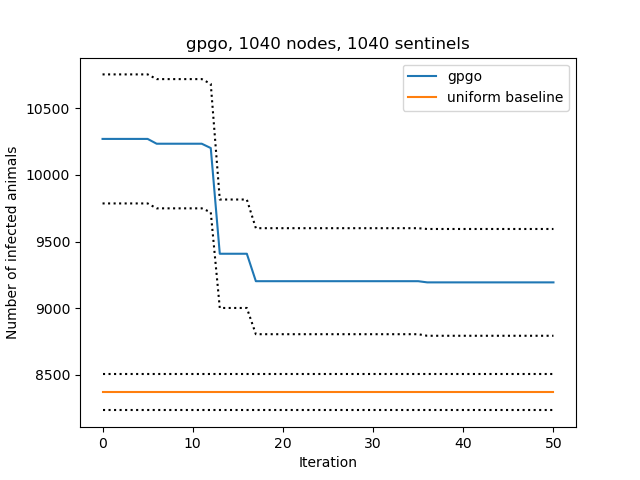 gpgo, 1040 nodes, 1040 sentinels
gpgo
uniform baseline
Number of infected animals
10500
10000
9500
9000
8500
0 10 20 30 40 50
Iteration